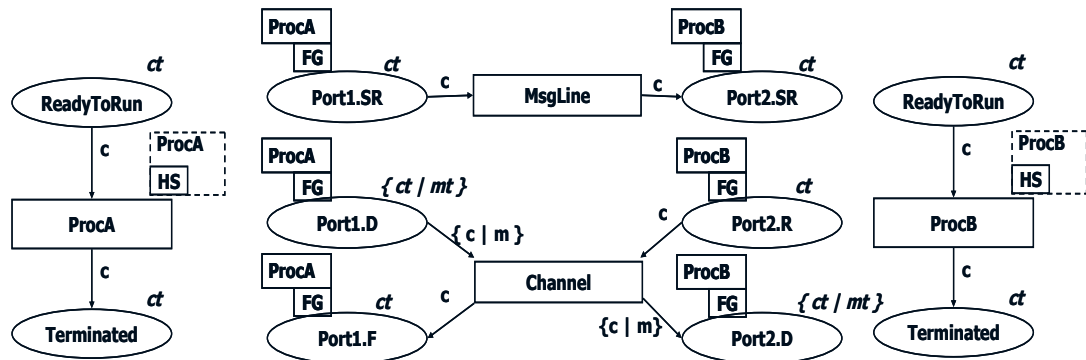 ct
ReadyToRun
c
ProcA
HS
ProcA
c
ct
Terminated
ProcA
FG
ct
Port1.SR
c
MsgLine
c
ProcB
FG
ct
Port2.SR
ProcA
FG
{ ct / mt }
Port1.D
{ c | m }
ProcB
FG
ct
Port2.R
c
Channel
ProcA
FG
ct
Port1.F
c
ProcB
FG
{ ct / mt }
Port2.D
{c | m}
ct
ReadyToRun
c
ProcB
HS
ProcB
c
ct
Terminated